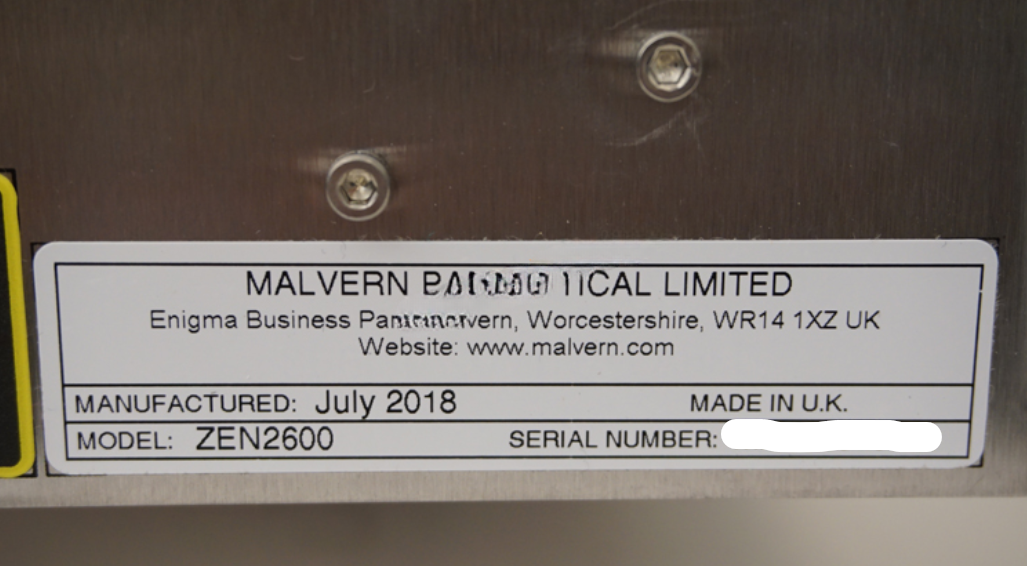 MALVERN LIMITED
Enigma Business Worcestershire, WR14 1XZ UK
Website: www.malvern.com
MANUFACTURED: July 2018 MADE IN U.K.
MODEL: ZEN2600 SERIAL NUMBER: